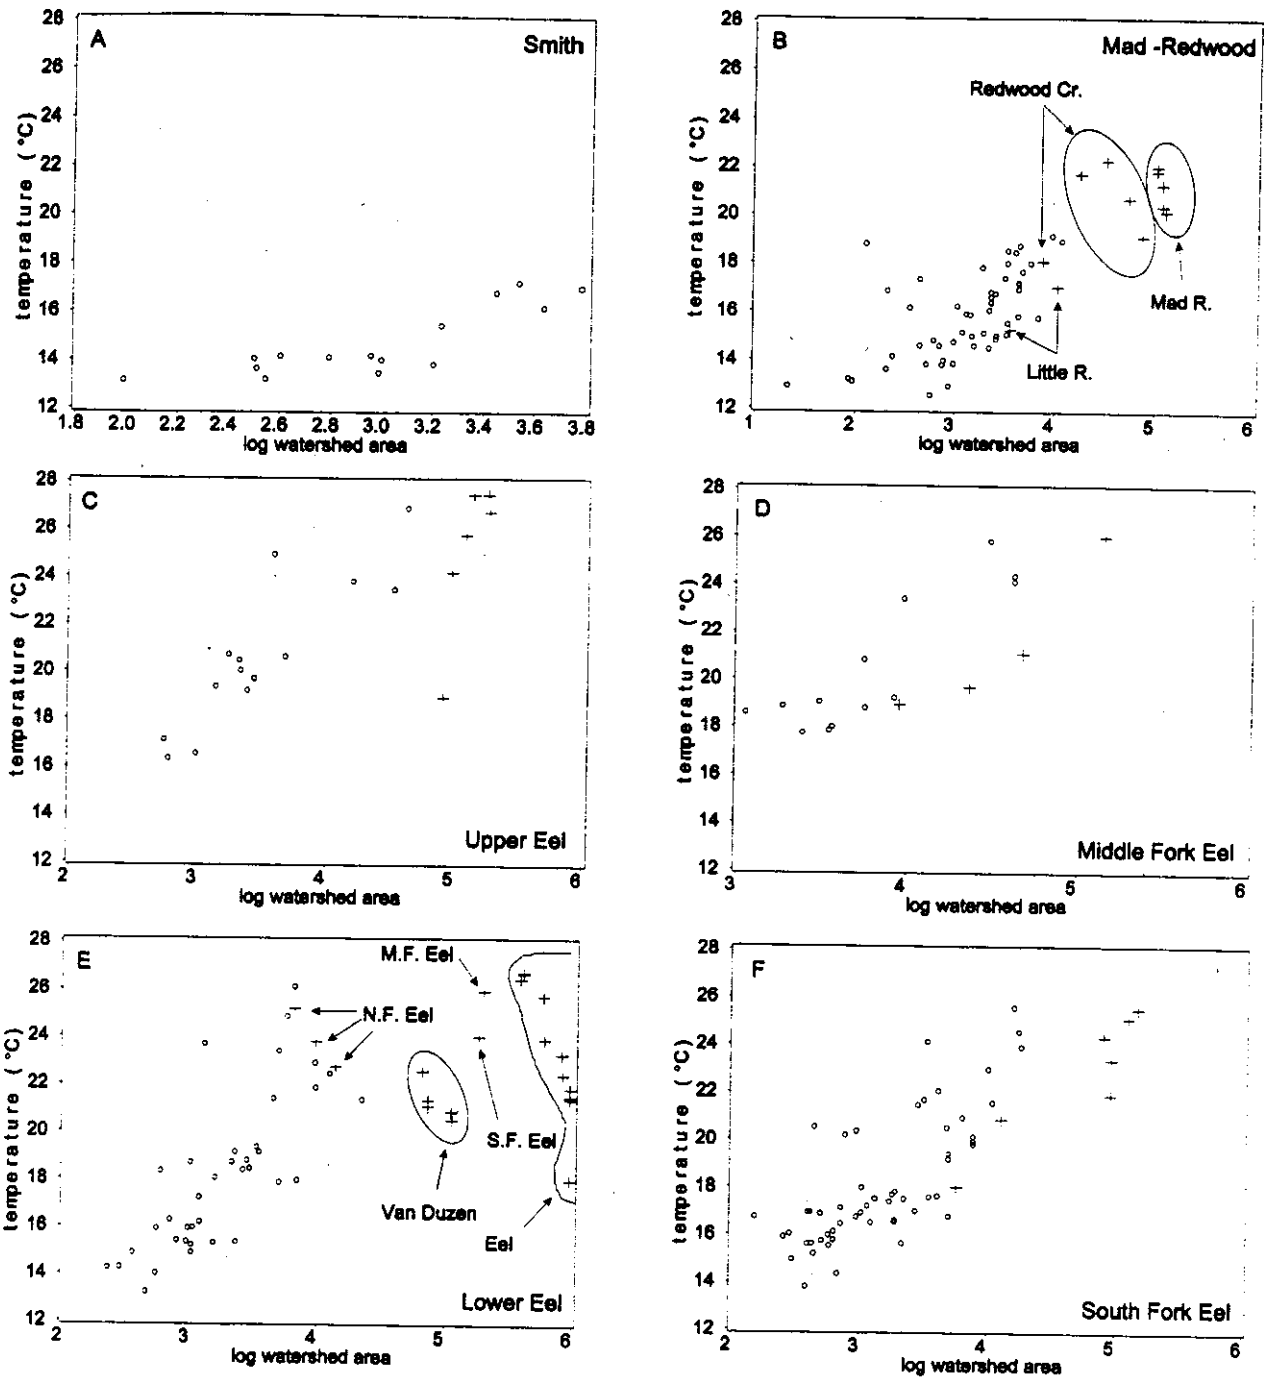 A
Smith
temperature (°C)
28
26
24
22
20
18
16
14
12
1.8 2.0 2.2 2.4 2.6 2.8 3.0 3.2 3.4 3.6 3.8
log watershed area
B
Mad -Redwood
Redwood Cr.
Mad R.
Little R.
temperature (°C)
28
26
24
22
20
18
16
14
12
1 2 3 4 5 6
log watershed area
C
Upper Eel
temperature (°C)
28
26
24
22
20
18
16
14
12
2 3 4 5 6
log watershed area
D
Middle Fork Eel
temperature (°C)
28
26
24
22
20
18
16
14
12
3 4 5 6
log watershed area
E
M.F. Eel
N.F. Eel
S.F. Eel
Van Duzen
Eel
Lower Eel
temperature (°C)
28
26
24
22
20
18
16
14
12
2 3 4 5 6
log watershed area
F
South Fork Eel
temperature (°C)
28
26
24
22
20
18
16
14
12
2 3 4 5 6
log watershed area